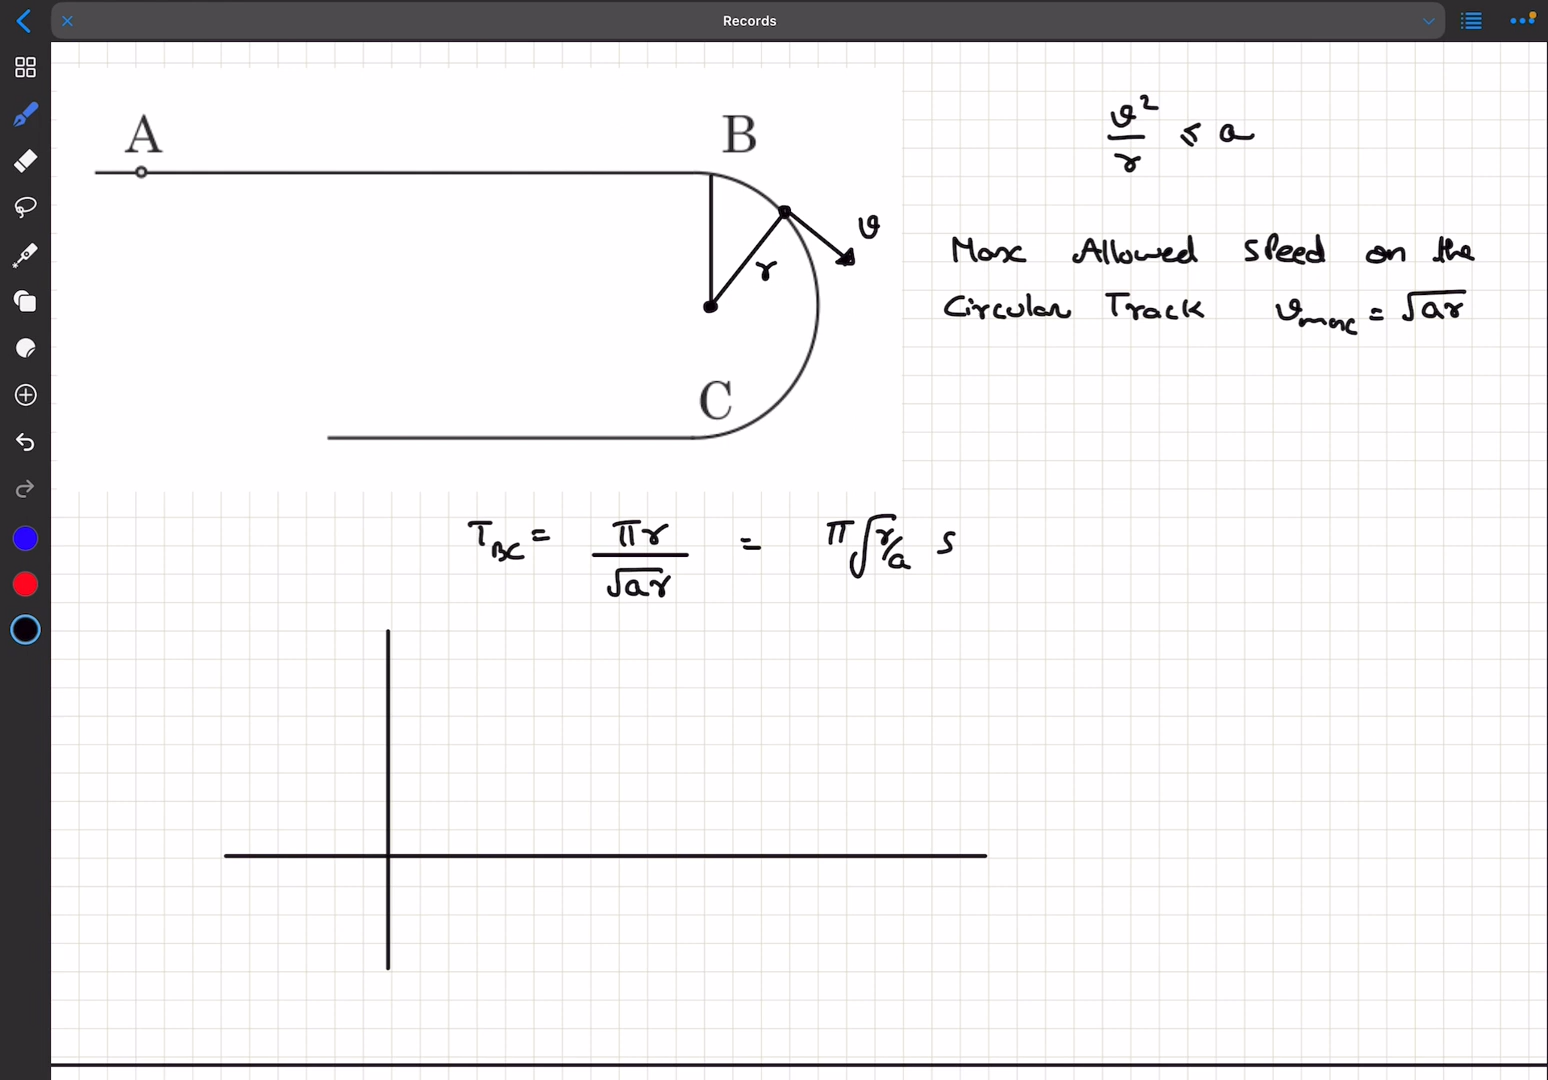 Records
A
B
v
r
C
v²/r ≤ a
Max Allowed Speed on the
Circular Track v_max = √ar
T_BC = πr/√ar = π√r/a s